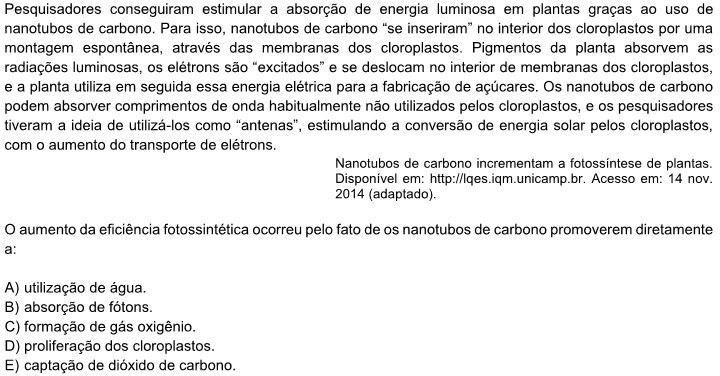 Pesquisadores conseguiram estimular a absorção de energia luminosa em plantas graças ao uso de
nanotubos de carbono. Para isso, nanotubos de carbono “se inseriram” no interior dos cloroplastos por uma
montagem espontânea, através das membranas dos cloroplastos. Pigmentos da planta absorvem as
radiações luminosas, os elétrons são “excitados” e se deslocam no interior de membranas dos cloroplastos,
e a planta utiliza em seguida essa energia elétrica para a fabricação de açúcares. Os nanotubos de carbono
podem absorver comprimentos de onda habitualmente não utilizados pelos cloroplastos, e os pesquisadores
tiveram a ideia de utilizá-los como “antenas”, estimulando a conversão de energia solar pelos cloroplastos,
com o aumento do transporte de elétrons.
Nanotubos de carbono incrementam a fotossíntese de plantas.
Disponível em: http://lqes.iqm.unicamp.br. Acesso em: 14 nov.
2014 (adaptado).
O aumento da eficiência fotossintética ocorreu pelo fato de os nanotubos de carbono promoverem diretamente
a:
A) utilização de água.
B) absorção de fótons.
C) formação de gás oxigênio.
D) proliferação dos cloroplastos.
E) captação de dióxido de carbono.